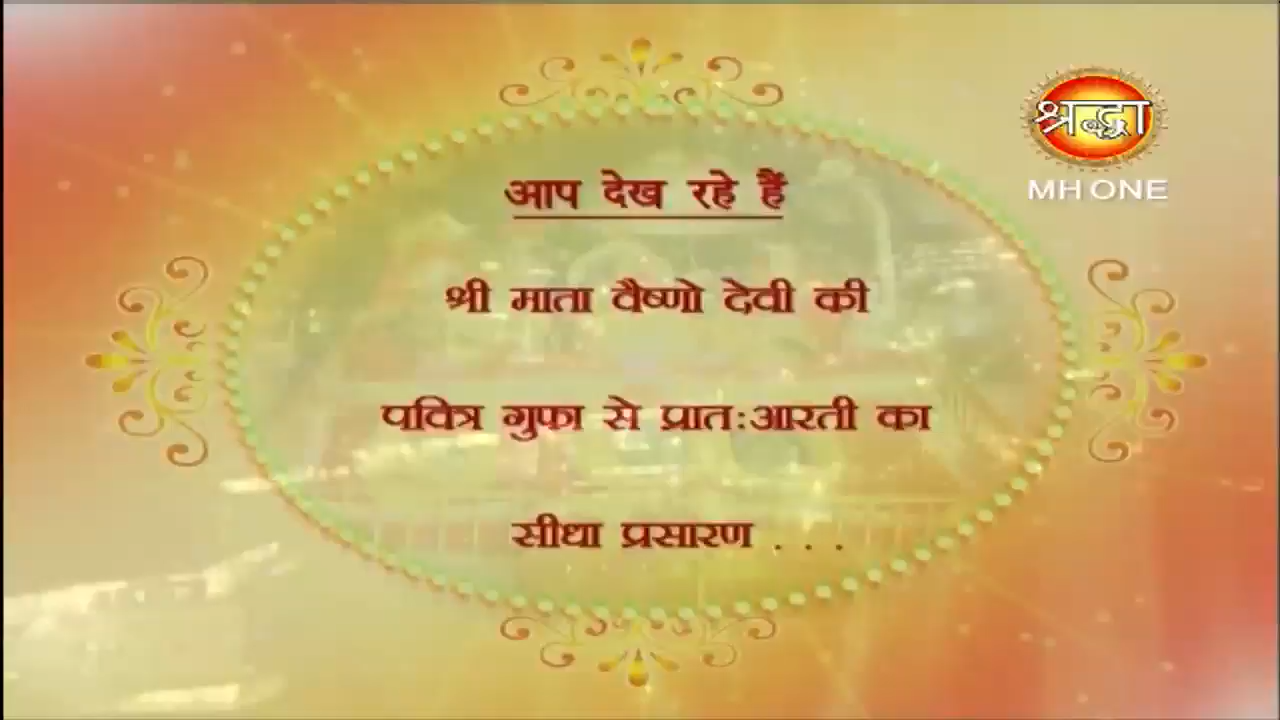 श्रद्धा
MH ONE
आप देख रहे हैं
श्री माता वैष्णो देवी की
पवित्र गुफा से प्रातःआरती का
सीधा प्रसारण . . .